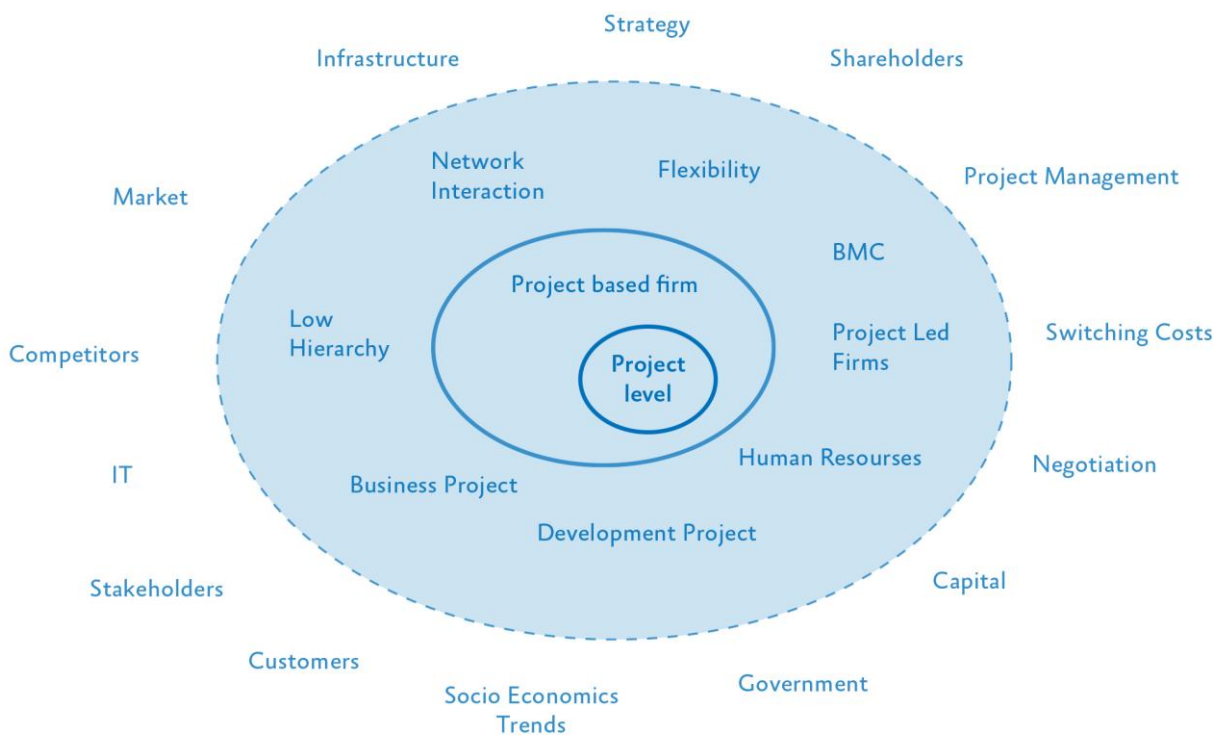 Strategy
Infrastructure
Shareholders
Network
Interaction
Flexibility
Project Management
Market
BMC
Project based firm
Low
Hierarchy
Project Led
Firms
Switching Costs
Competitors
Project
level
Human Resourses
Negotiation
IT
Business Project
Development Project
Stakeholders
Capital
Customers
Government
Socio Economics
Trends